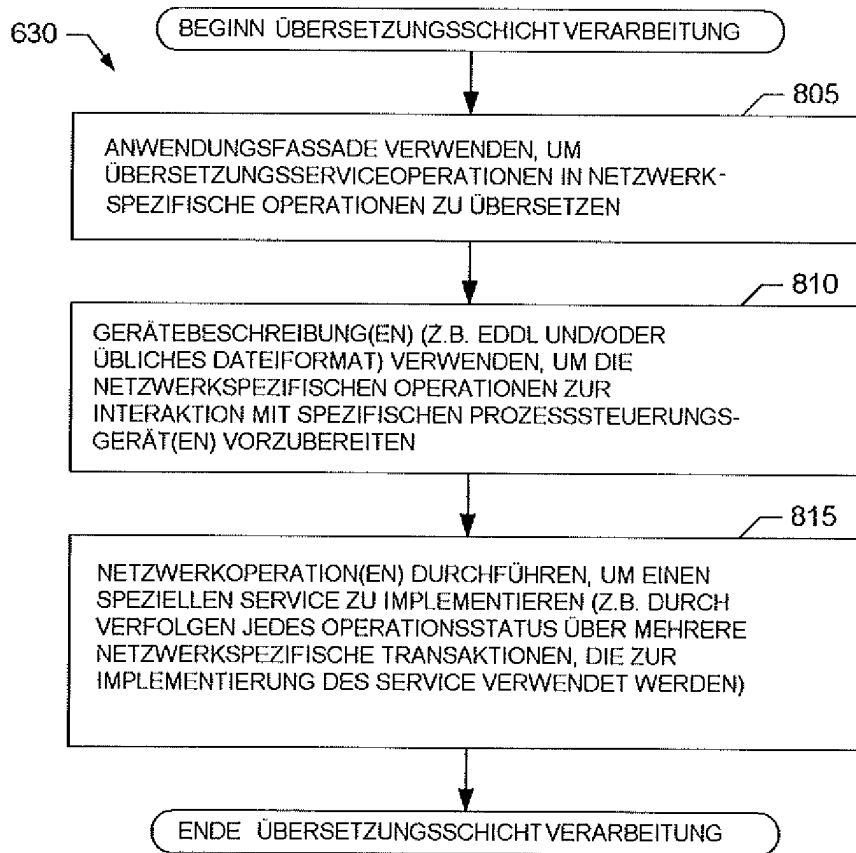 630
BEGINN ÜBERSETZUNGSSCHICHTVERARBEITUNG
805
ANWENDUNGSFASSADE VERWENDEN, UM
ÜBERSETZUNGSSERVICEOPERATIONEN IN NETZWERK-
SPEZIFISCHE OPERATIONEN ZU ÜBERSETZEN
810
GERÄTEBESCHREIBUNG(EN) (Z.B. EDDL UND/ODER
ÜBLICHES DATEIFORMAT) VERWENDEN, UM DIE
NETZWERKSPEZIFISCHEN OPERATIONEN ZUR
INTERAKTION MIT SPEZIFISCHEN PROZESSSTEUERUNGS-
GERÄT(EN) VORZUBEREITEN
815
NETZWERKOPERATION(EN) DURCHFÜHREN, UM EINEN
SPEZIELLEN SERVICE ZU IMPLEMENTIEREN (Z.B. DURCH
VERFOLGEN JEDES OPERATIONSSTATUS ÜBER MEHRERE
NETZWERKSPEZIFISCHE TRANSAKTIONEN, DIE ZUR
IMPLEMENTIERUNG DES SERVICE VERWENDET WERDEN)
ENDE ÜBERSETZUNGSSCHICHTVERARBEITUNG